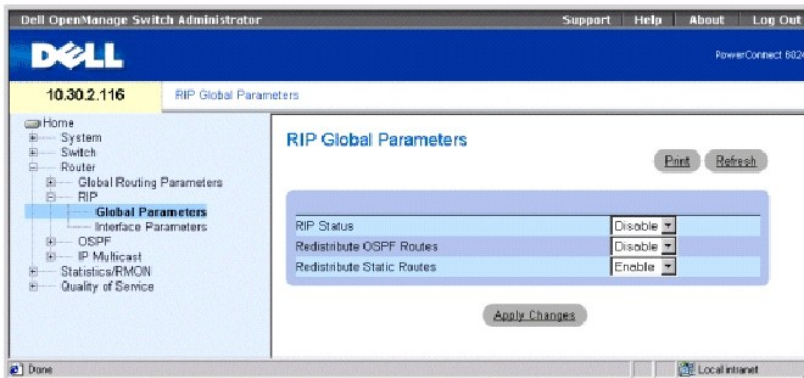 Dell OpenManage Switch Administrator
Support Help About Log Out
DELL
PowerConnect 6024
10.30.2.116
RIP Global Parameters
Home
System
Switch
Router
Global Routing Parameters
RIP
Global Parameters
Interface Parameters
OSPF
IP Multicast
Statistics/RMON
Quality of Service
RIP Global Parameters
Print Refresh
RIP Status Disable
Redistribute OSPF Routes Disable
Redistribute Static Routes Enable
Apply Changes
Done
Local intranet